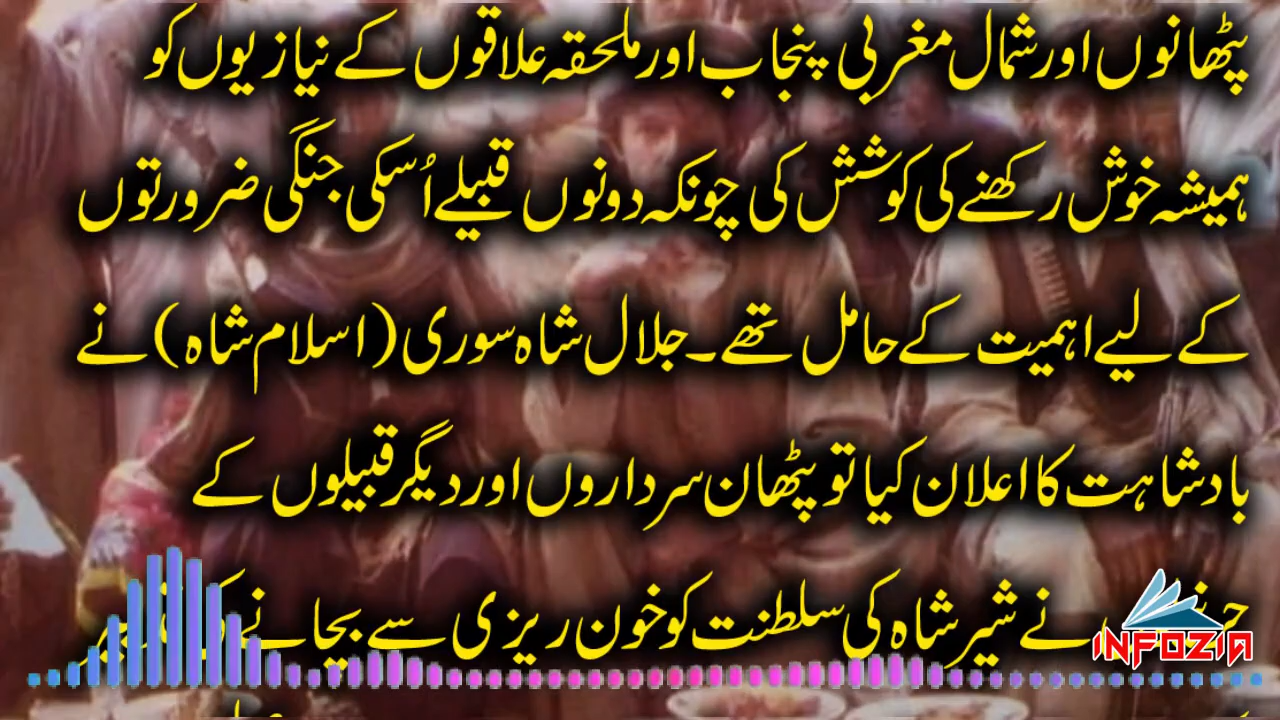 پٹھانوں اور شمال مغربی پنجاب اور ملحقہ علاقوں کے نیازیوں کو
ہمیشہ خوش رکھنے کی کوشش کی چونکہ دونوں قبیلے اُسکی جنگی ضرورتوں
کے لیے اہمیت کے حامل تھے۔ جلال شاہ سوری (اسلام شاہ) نے
بادشاہت کا اعلان کیا تو پٹھان سرداروں اور دیگر قبیلوں کے
نے شیر شاہ کی سلطنت کو خون ریزی سے بچانے
INFOZIA